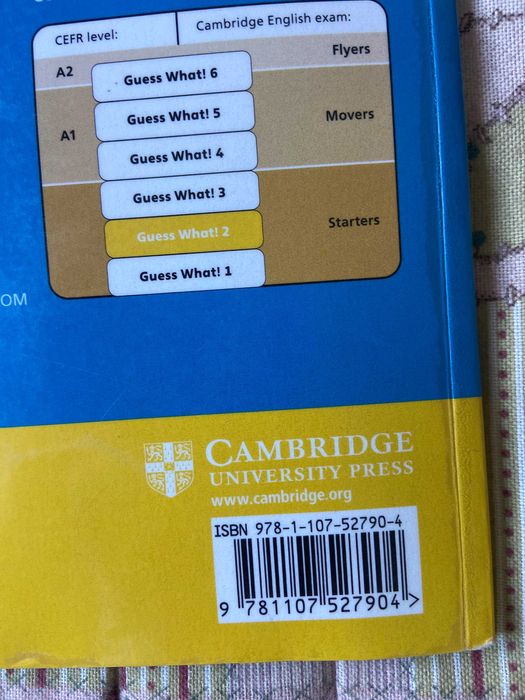 CEFR level: Cambridge English exam:
A2 Guess What! 6 Flyers
Guess What! 5 Movers
A1 Guess What! 4
Guess What! 3
Guess What! 2 Starters
Guess What! 1
OM
CAMBRIDGE
UNIVERSITY PRESS
www.cambridge.org
ISBN 978-1-107-52790-4
9 781107 527904 >